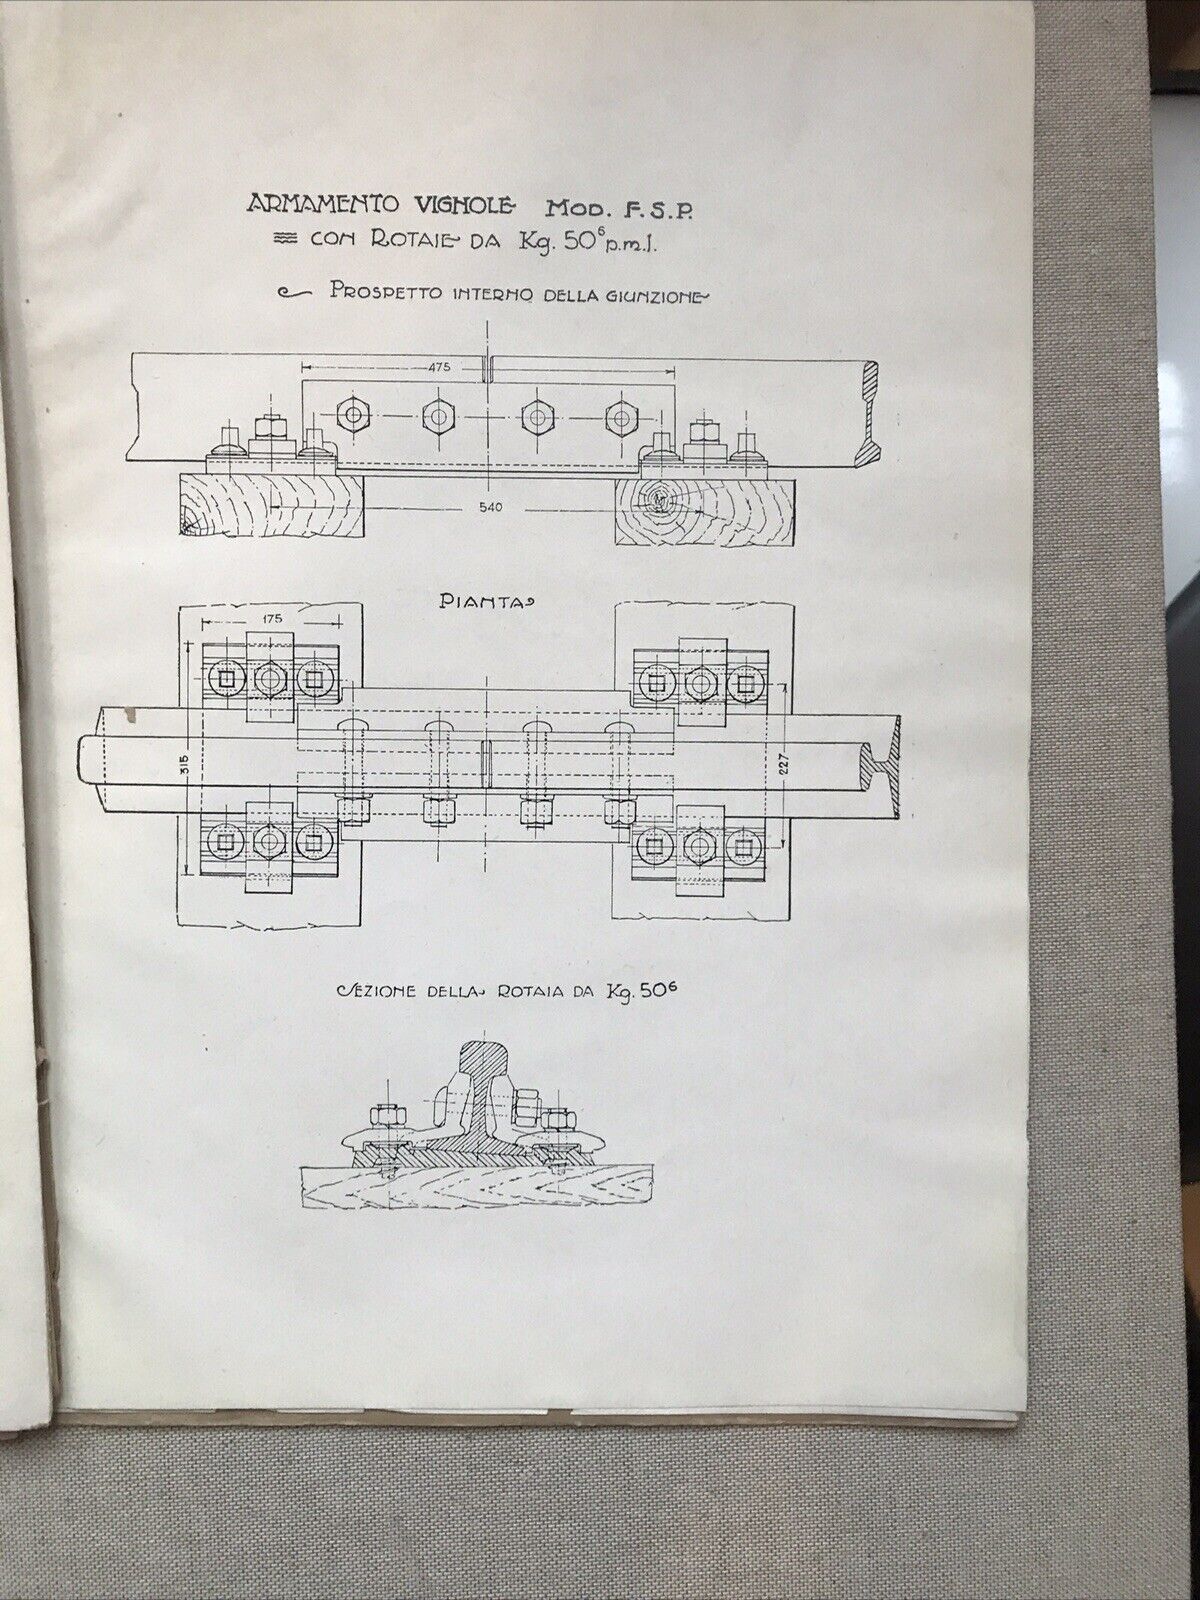 ARMAMENTO VIGNOLE MOD. F.S.P.
CON ROTAIE DA Kg. 50⁶ p.m.l.
PROSPETTO INTERNO DELLA GIUNZIONE
475
540
PIANTA
175
315
227
SEZIONE DELLA ROTAIA DA Kg. 50⁶